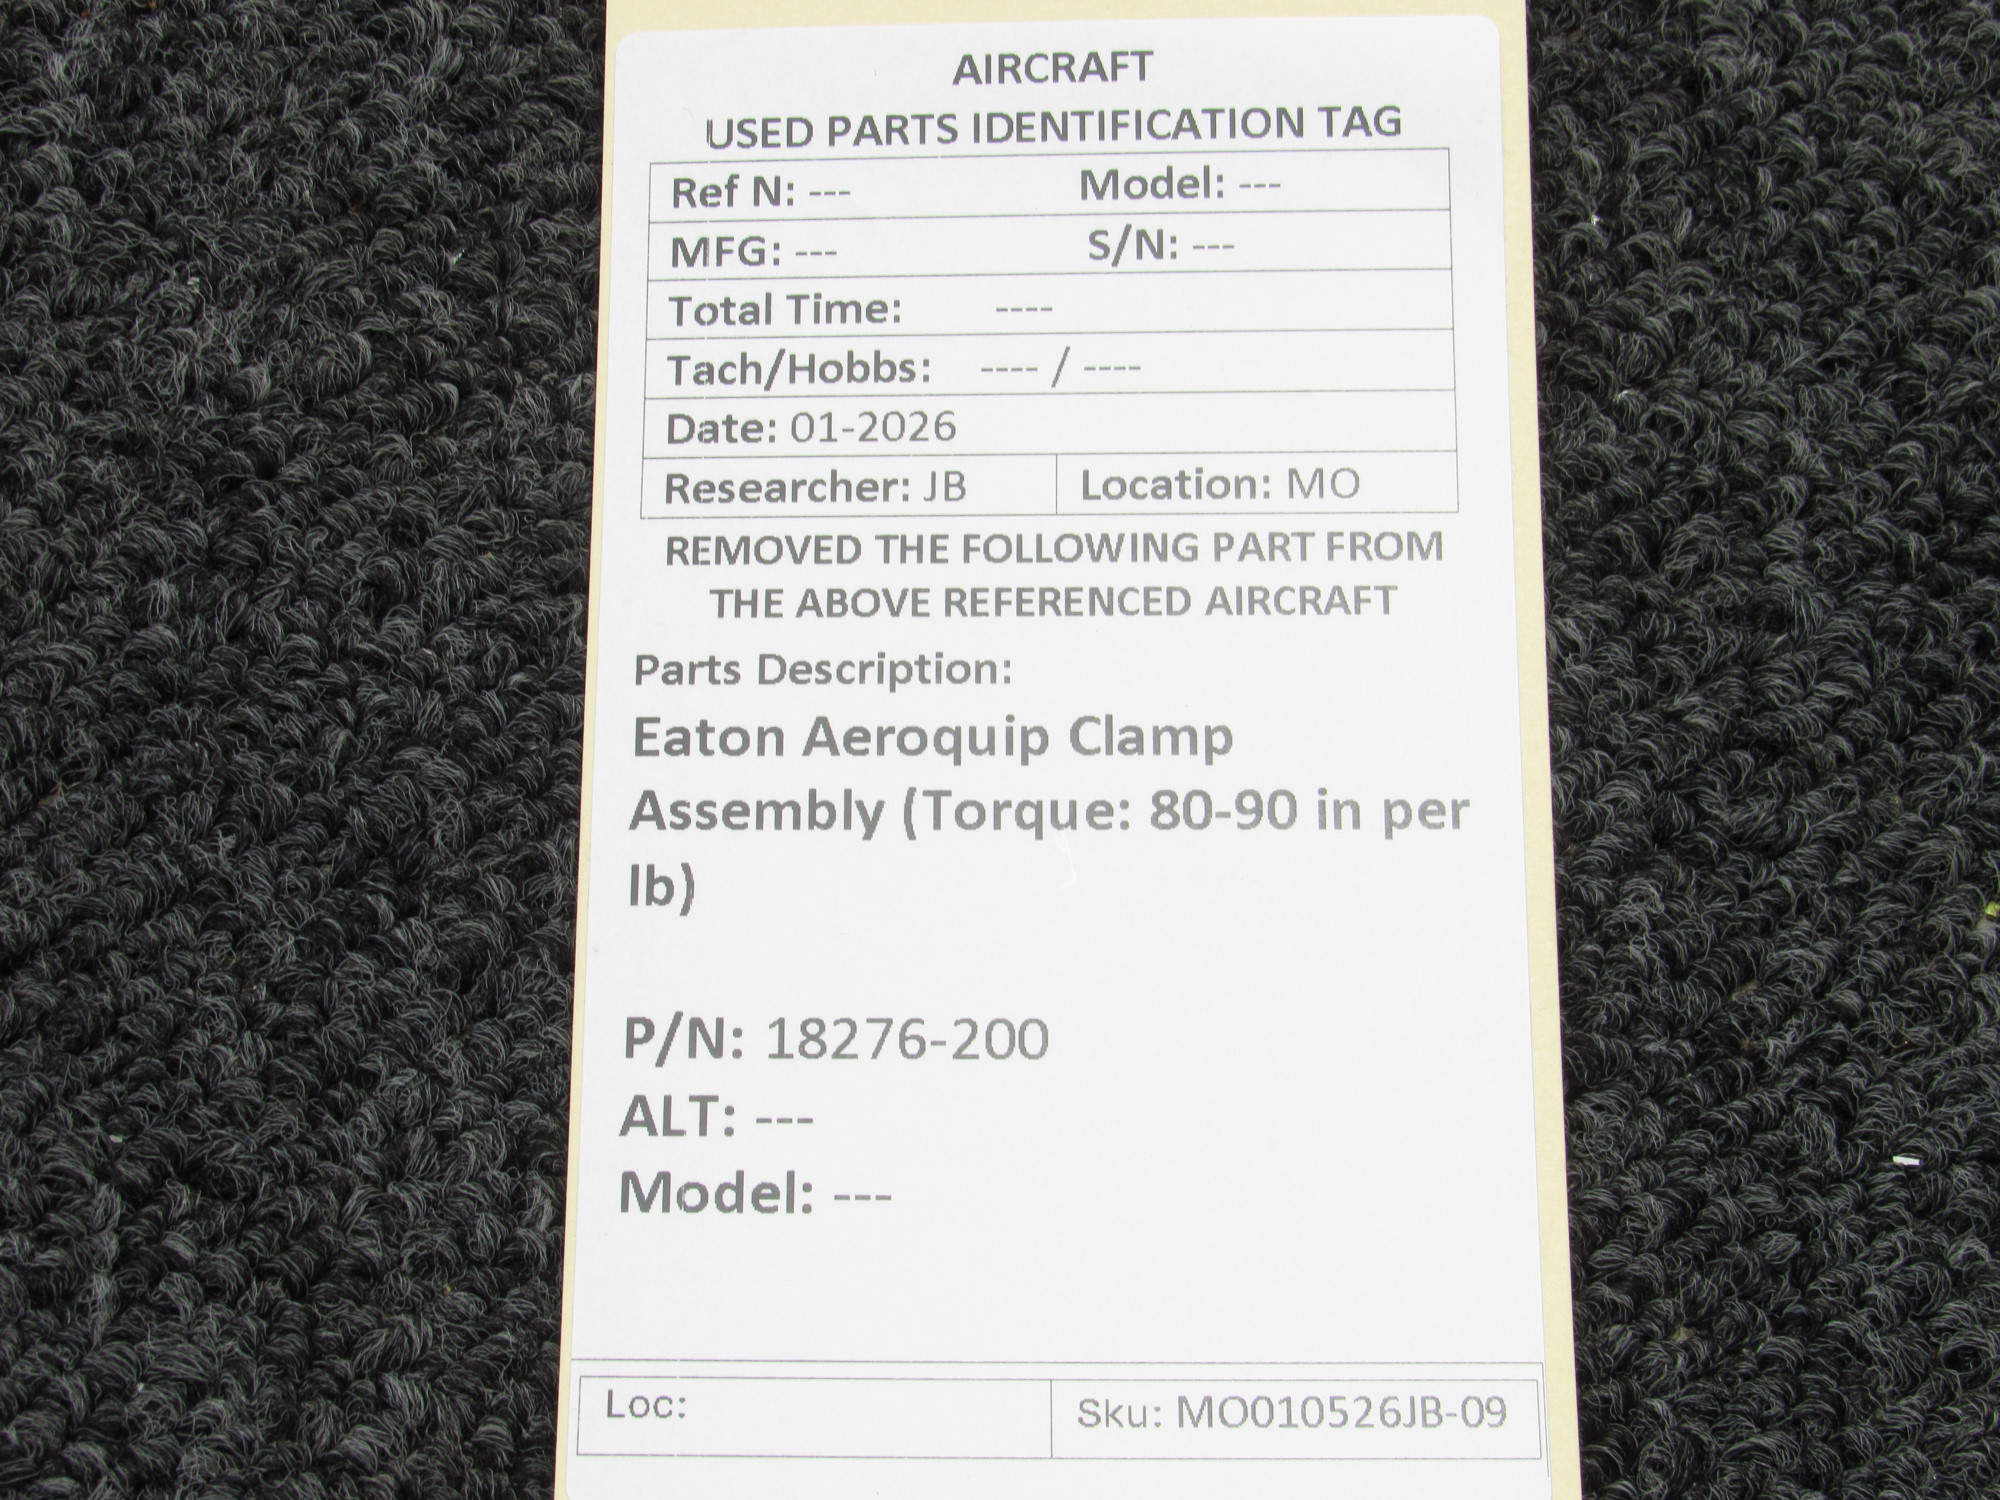 AIRCRAFT
USED PARTS IDENTIFICATION TAG
Ref N: --- Model: ---
MFG: --- S/N: ---
Total Time: ----
Tach/Hobbs: ---- / ----
Date: 01-2026
Researcher: JB Location: MO
REMOVED THE FOLLOWING PART FROM
THE ABOVE REFERENCED AIRCRAFT
Parts Description:
Eaton Aeroquip Clamp
Assembly (Torque: 80-90 in per
lb)
P/N: 18276-200
ALT: ---
Model: ---
Loc: Sku: MO010526JB-09